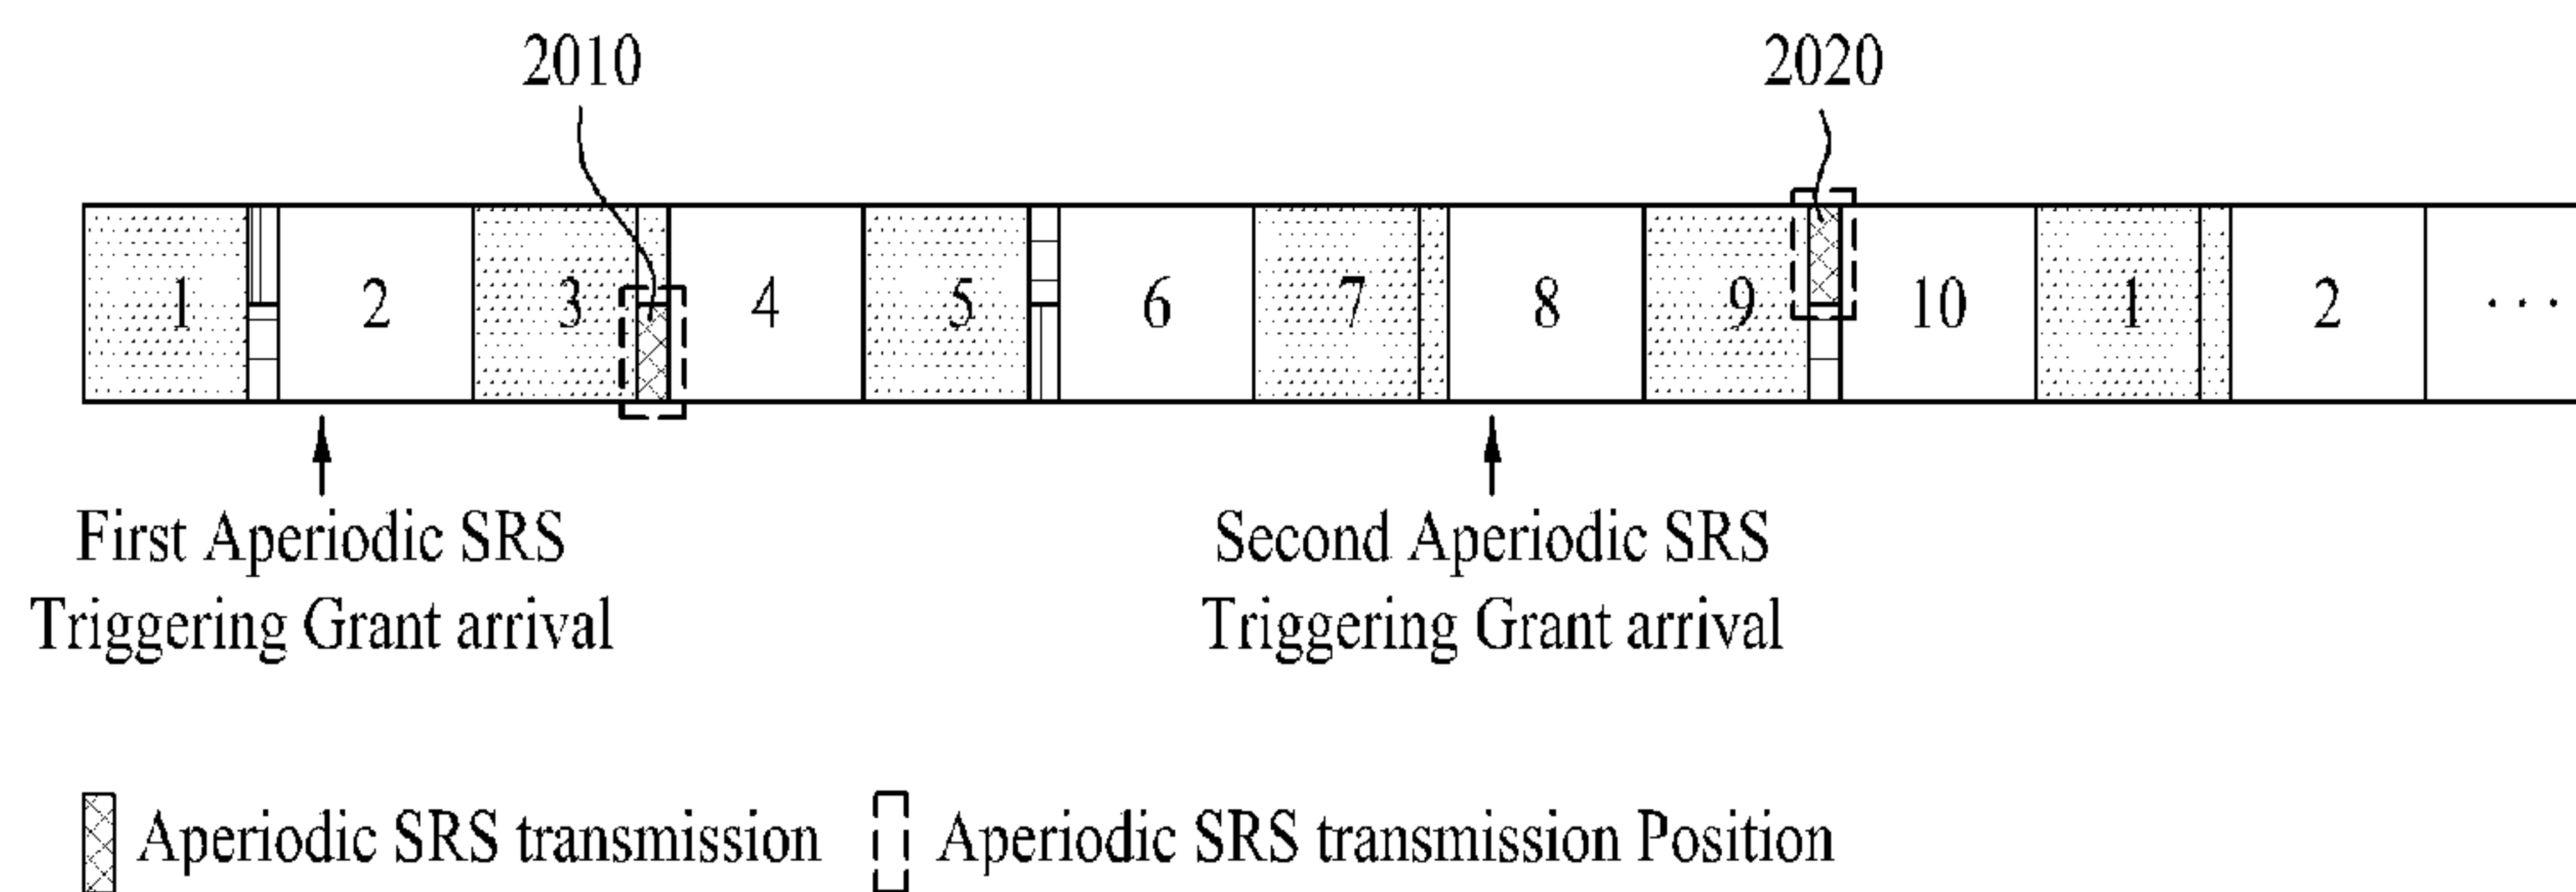 2010 2020
1 2 3 4 5 6 7 8 9 10 1 2 ...
First Aperiodic SRS
Triggering Grant arrival
Second Aperiodic SRS
Triggering Grant arrival
Aperiodic SRS transmission
Aperiodic SRS transmission Position